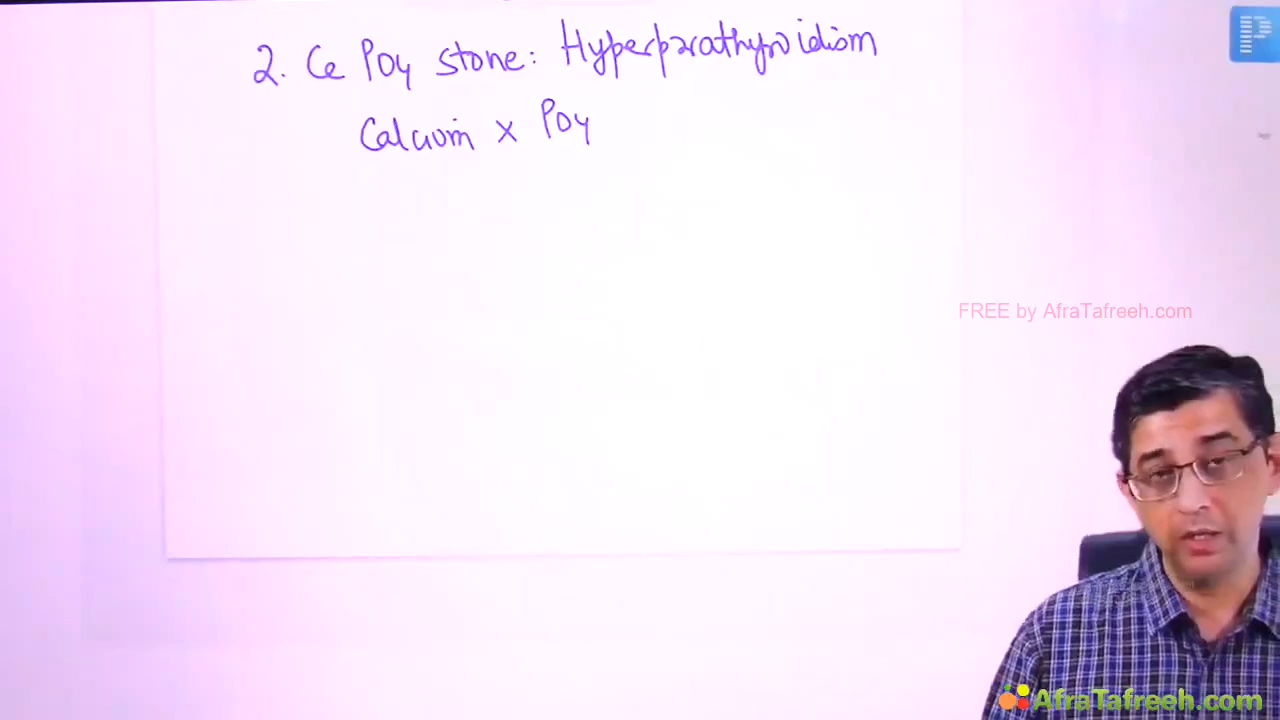 2. Ca PO4 stone: Hyperparathyroidism
Calcium x PO4
FREE by AfraTafreeh.com
AfraTafreeh.com